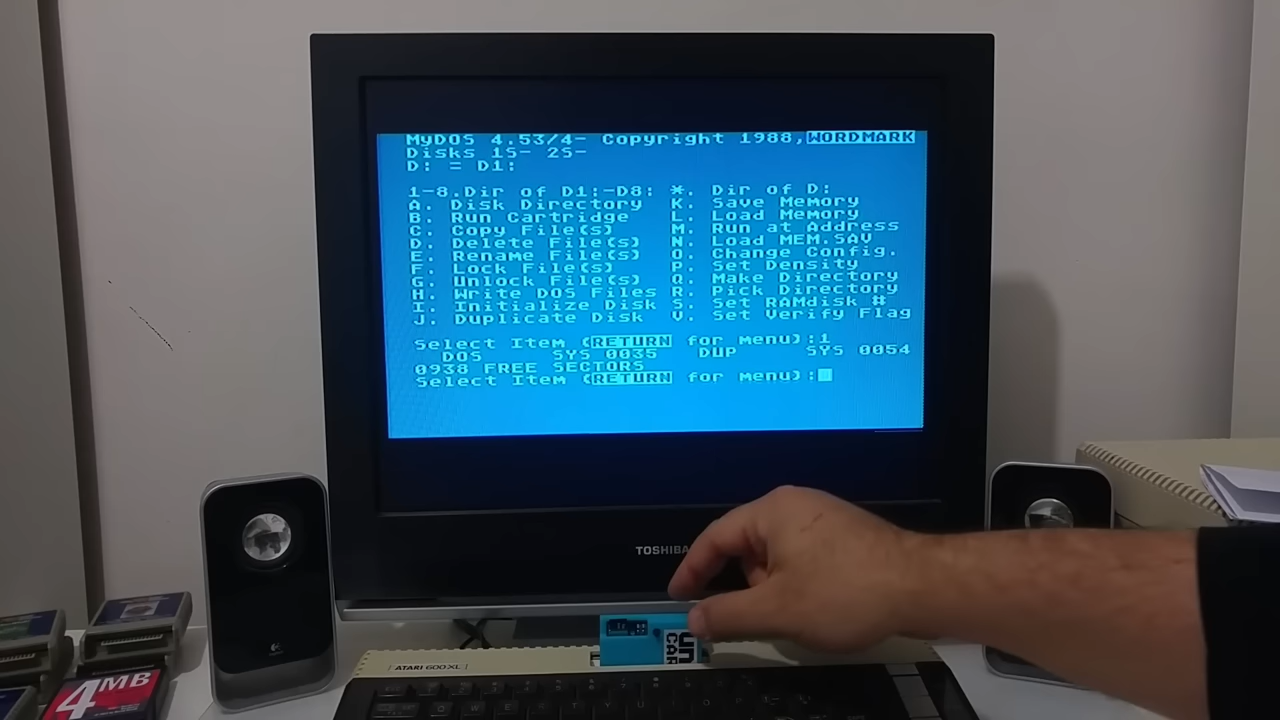 MyDOS 4.53/4- Copyright 1988,WORDMARK
Disks 1S- 2S-
D: = D1:
1-8.Dir of D1:-D8: *. Dir of D:
A. Disk Directory K. Save Memory
B. Run Cartridge L. Load Memory
C. Copy File(s) M. Run at Address
D. Delete File(s) N. Load MEM.SAV
E. Rename File(s) O. Change Config.
F. Lock File(s) P. Set Density
G. Unlock File(s) Q. Make Directory
H. Write DOS Files R. Pick Directory
I. Initialize Disk S. Set RAMdisk #
J. Duplicate Disk V. Set Verify Flag
Select Item (RETURN for menu):1
DOS SYS 0035 DUP SYS 0054
0938 FREE SECTORS
Select Item (RETURN for menu):
TOSHIBA
UN
CAR
ATARI 600XL
4MB